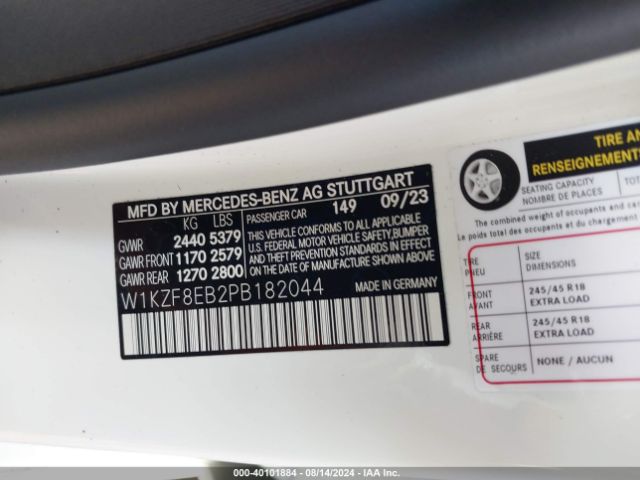 MFD BY MERCEDES-BENZ AG STUTTGART
KG LBS PASSENGER CAR 149 09/23
GVWR 2440 5379
GAWR FRONT 1170 2579
GAWR REAR 1270 2800
THIS VEHICLE CONFORMS TO ALL APPLICABLE
U.S. FEDERAL MOTOR VEHICLE SAFETY, BUMPER
AND THEFT PREVENTION STANDARDS IN EFFECT
ON THE DATE OF MANUFACTURE SHOWN ABOVE.
W1KZF8EB2PB182044 MADE IN GERMANY
TIRE AN
RENSEIGNEMENTS
SEATING CAPACITY TOT
NOMBRE DE PLACES
The combined weight of occupants and car
Le poids total des occupants et
TIRE SIZE
PNEU DIMENSIONS
FRONT 245/45 R18
AVANT EXTRA LOAD
REAR 245/45 R18
ARRIÈRE EXTRA LOAD
SPARE NONE / AUCUN
DE SECOURS
000-40101884 - 08/14/2024 - IAA Inc.